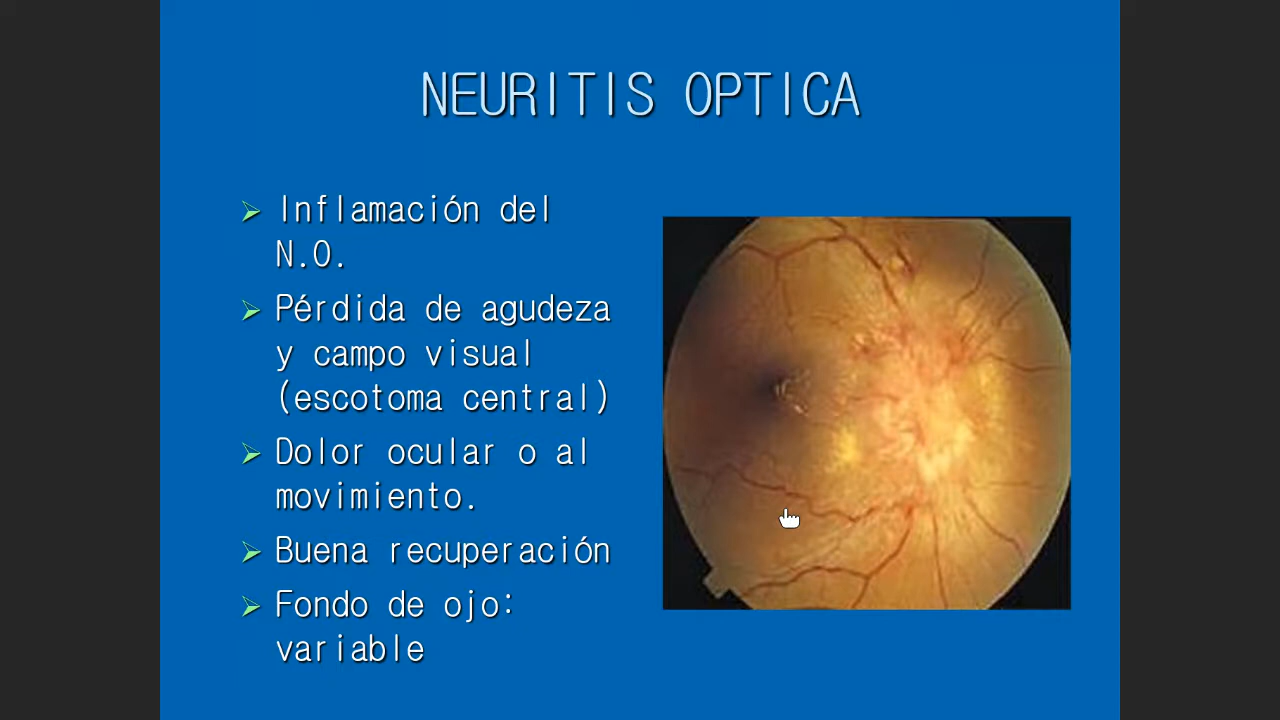 NEURITIS OPTICA
Inflamación del
N.O.
Pérdida de agudeza
y campo visual
(escotoma central)
Dolor ocular o al
movimiento.
Buena recuperación
Fondo de ojo:
variable